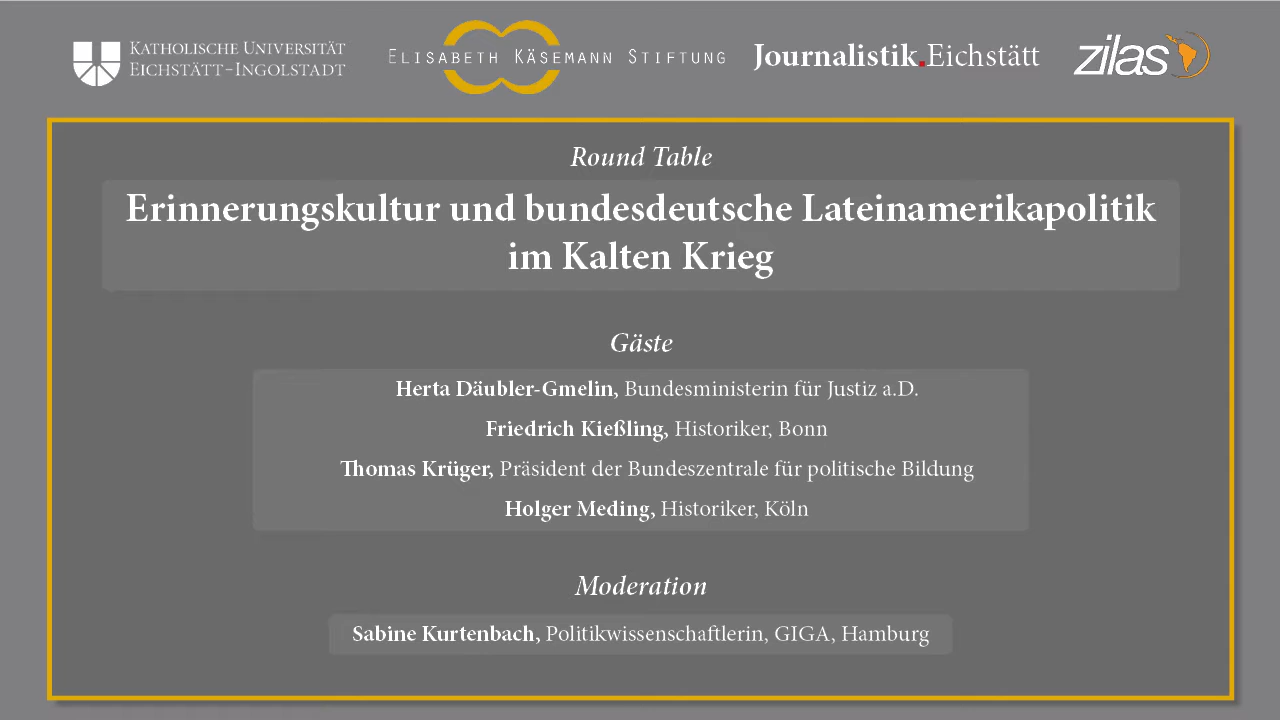 KATHOLISCHE UNIVERSITÄT
EICHSTÄTT-INGOLSTADT
ELISABETH KÄSEMANN STIFTUNG
Journalistik.Eichstätt
zilas
Round Table
Erinnerungskultur und bundesdeutsche Lateinamerikapolitik
im Kalten Krieg
Gäste
Herta Däubler-Gmelin, Bundesministerin für Justiz a.D.
Friedrich Kießling, Historiker, Bonn
Thomas Krüger, Präsident der Bundeszentrale für politische Bildung
Holger Meding, Historiker, Köln
Moderation
Sabine Kurtenbach, Politikwissenschaftlerin, GIGA, Hamburg